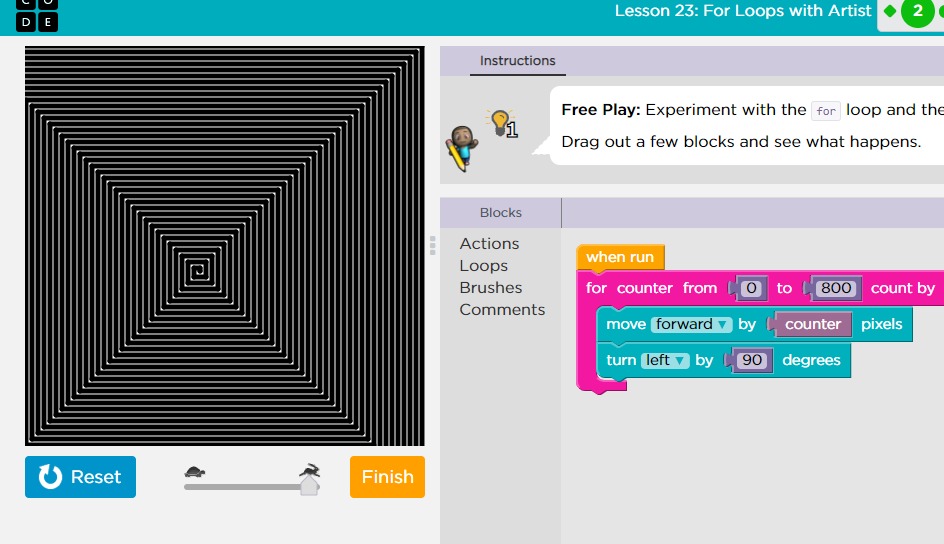 C O
D E
Lesson 23: For Loops with Artist
2
Instructions
1
Free Play: Experiment with the for loop and the
Drag out a few blocks and see what happens.
Blocks
Actions
Loops
Brushes
Comments
when run
for counter from 0 to 800 count by
move forward ▼ by counter pixels
turn left ▼ by 90 degrees
Reset
Finish